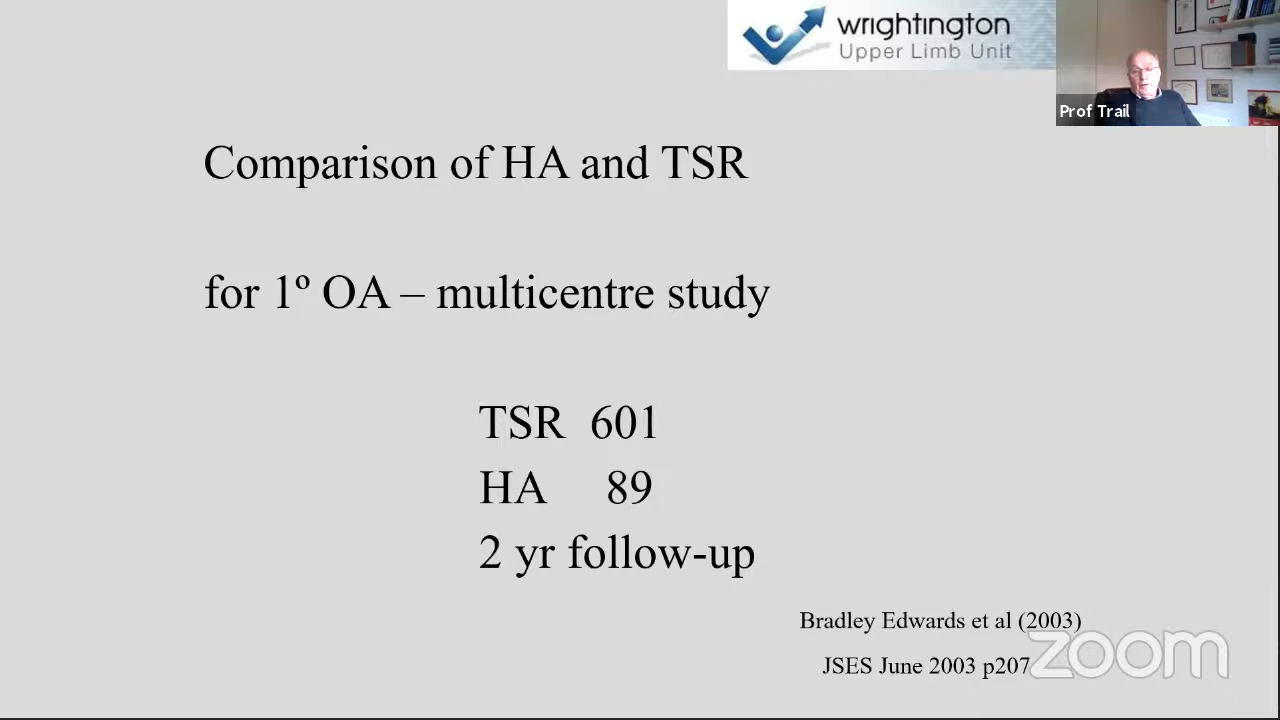 wrightington
Upper Limb Unit
Prof Trail
Comparison of HA and TSR
for 1º OA – multicentre study
TSR 601
HA 89
2 yr follow-up
Bradley Edwards et al (2003)
JSES June 2003 p207
zoom